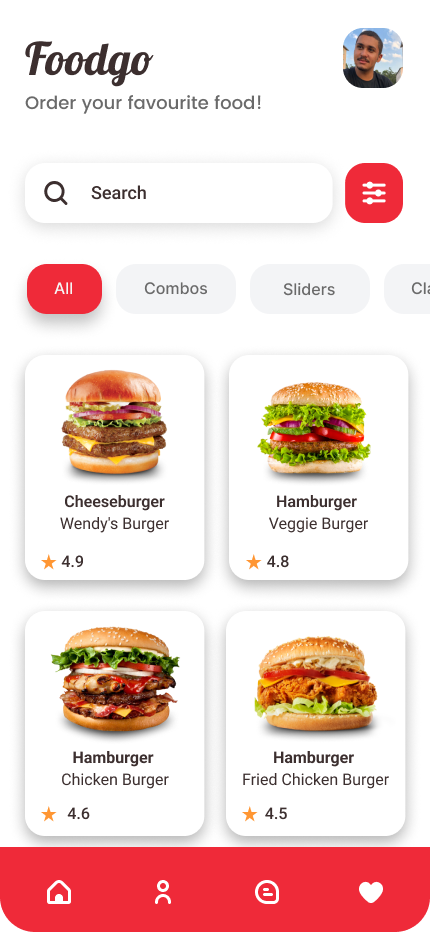 Foodgo
Order your favourite food!
Search
All
Combos
Sliders
Cla
Cheeseburger
Wendy's Burger
4.9
Hamburger
Veggie Burger
4.8
Hamburger
Chicken Burger
4.6
Hamburger
Fried Chicken Burger
4.5